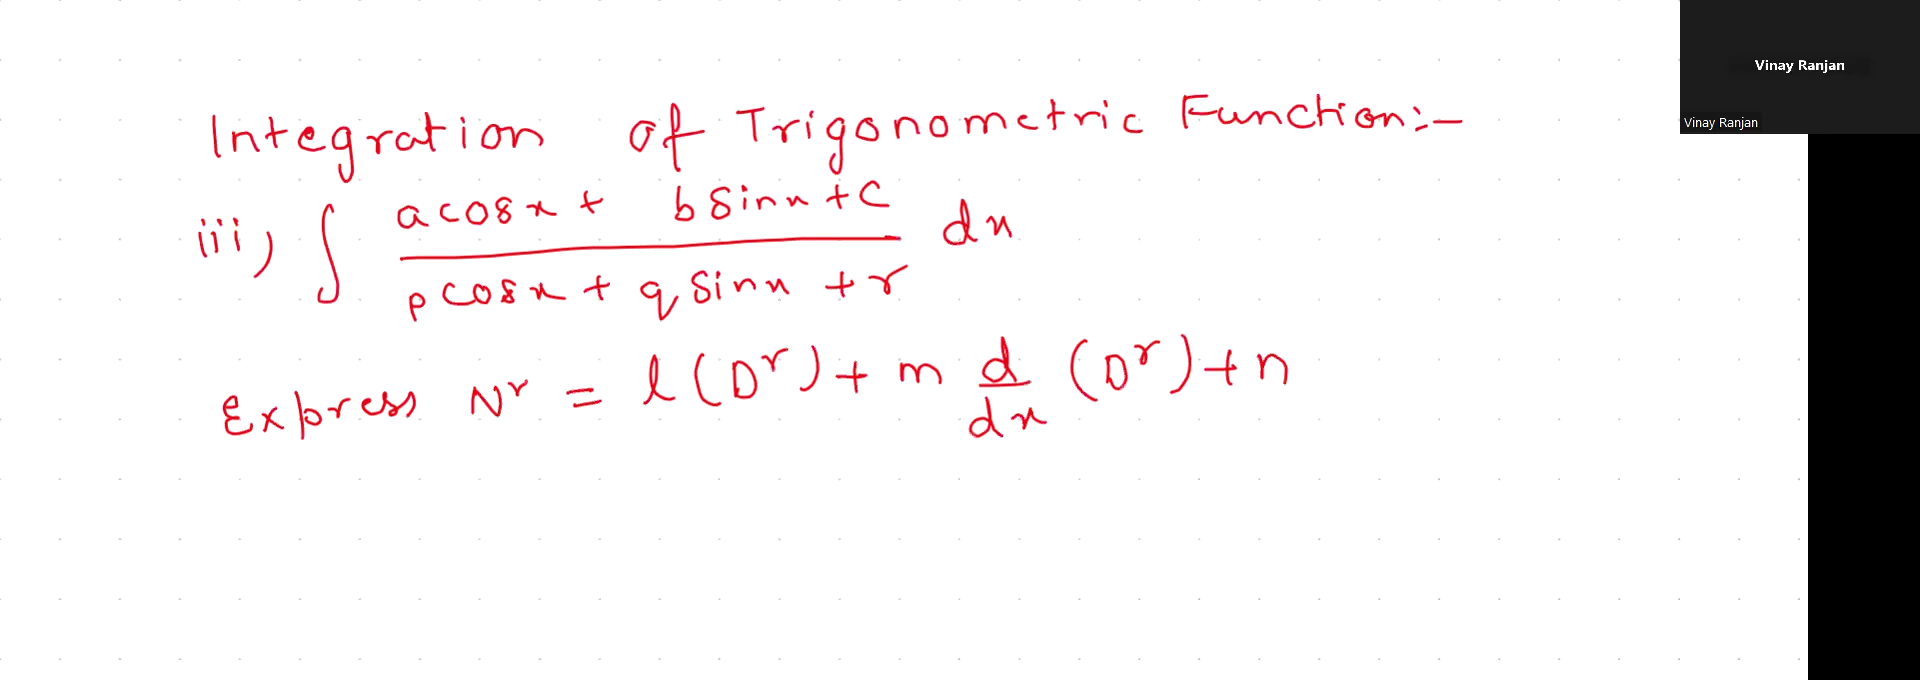 Vinay Ranjan
Vinay Ranjan
Integration of Trigonometric Function:-
iii) ∫ (a cosx + b sinx + c)/(p cosx + q sinx + r) dx
Express Nʳ = l(Dʳ) + m d/dx (Dʳ) + n